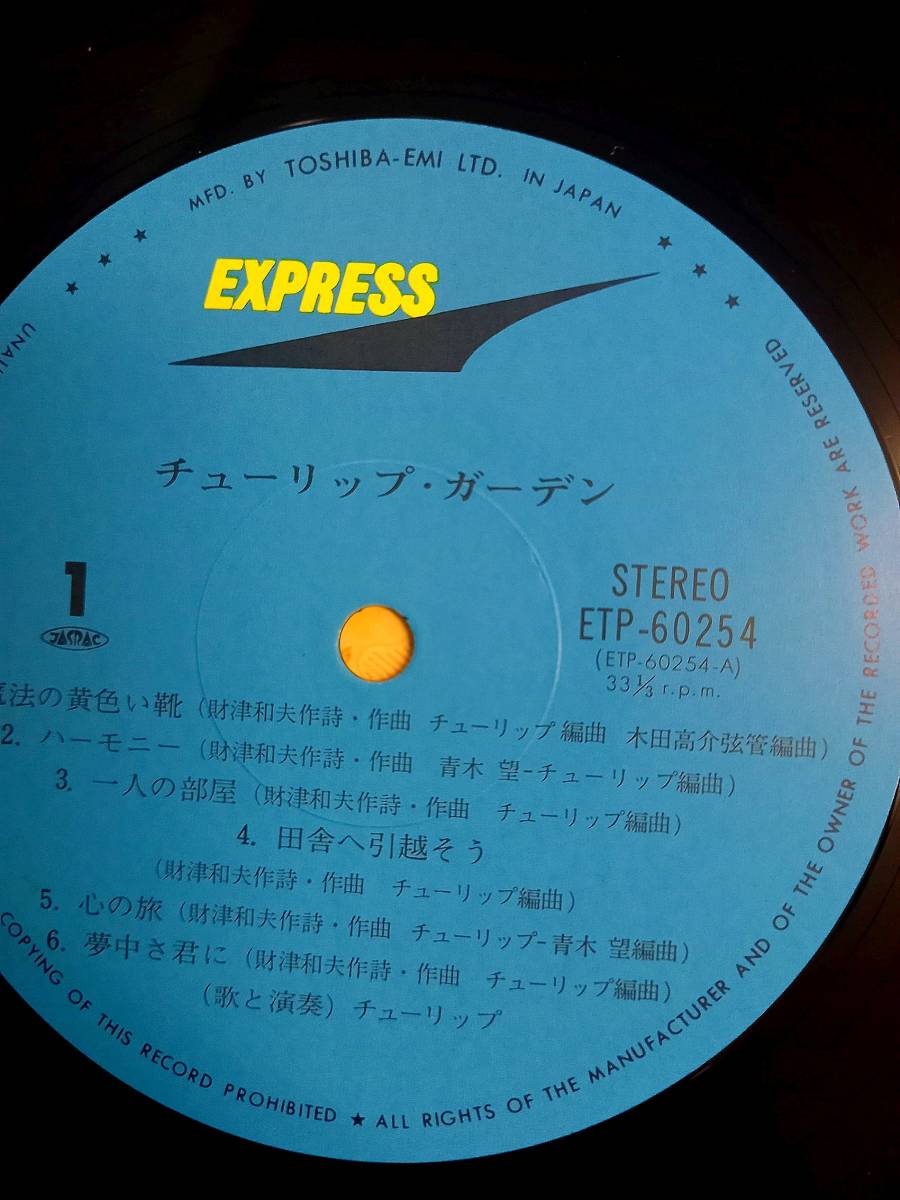 MFD. BY TOSHIBA-EMI LTD. IN JAPAN
EXPRESS
チューリップ・ガーデン
1
JASRAC
STEREO
ETP-60254
(ETP-60254-A)
33 1/3 r.p.m.
魔法の黄色い靴 (財津和夫作詩・作曲 チューリップ編曲 木田高介弦管編曲)
2. ハーモニー (財津和夫作詩・作曲 青木 望-チューリップ編曲)
3. 一人の部屋 (財津和夫作詩・作曲 チューリップ編曲)
4. 田舎へ引越そう
(財津和夫作詩・作曲 チューリップ編曲)
5. 心の旅 (財津和夫作詩・作曲 チューリップ-青木 望編曲)
6. 夢中さ君に (財津和夫作詩・作曲 チューリップ編曲)
(歌と演奏) チューリップ
COPYING OF THIS RECORD PROHIBITED ★ ALL RIGHTS OF THE MANUFACTURER AND OF THE OWNER OF THE RECORDED WORK ARE RESERVED